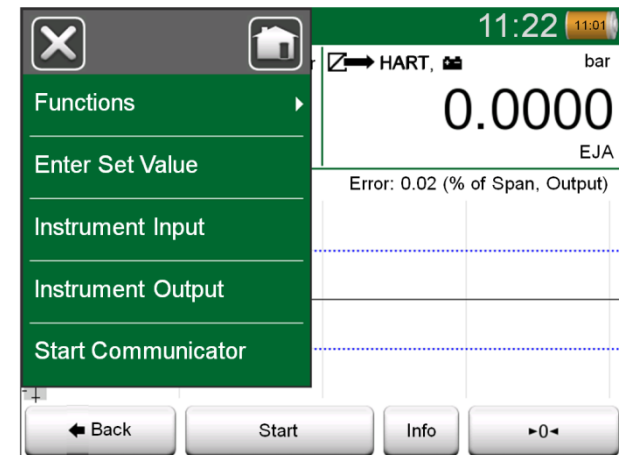 11:22 11:01
HART, bar
0.0000
EJA
Error: 0.02 (% of Span, Output)
Functions
Enter Set Value
Instrument Input
Instrument Output
Start Communicator
Back Start Info ►0◄